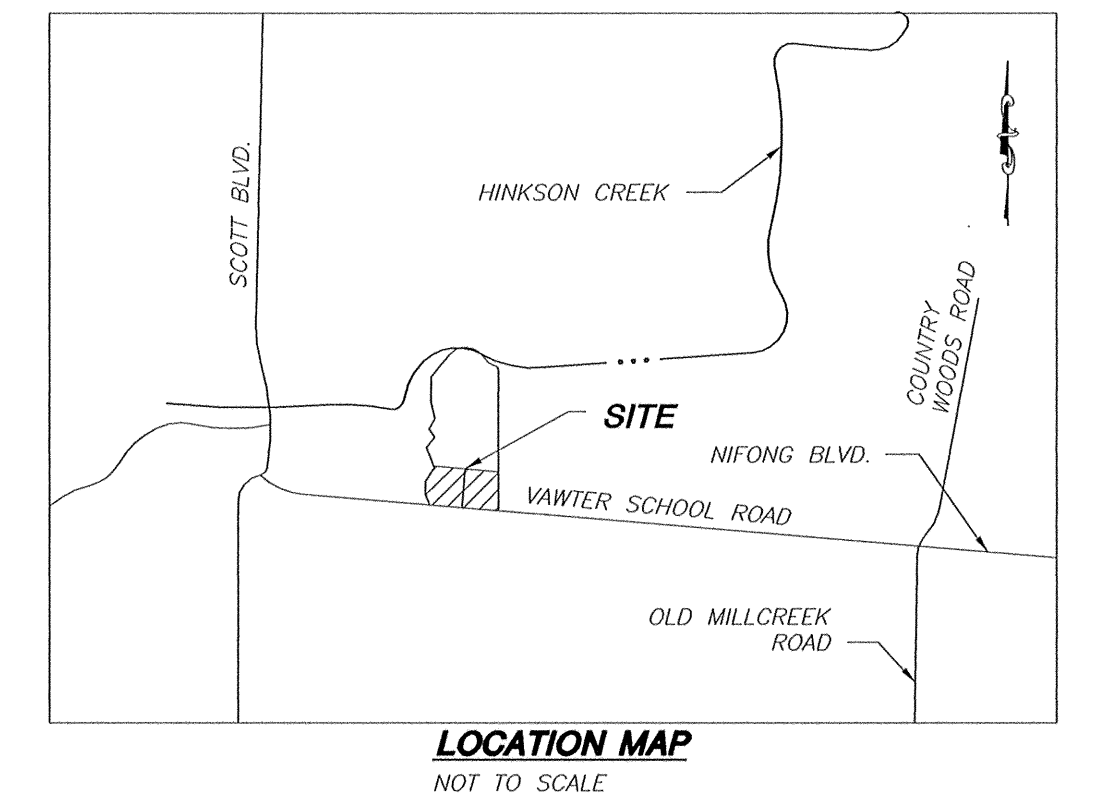 SCOTT BLVD.
HINKSON CREEK
COUNTRY
WOODS ROAD
SITE
NIFONG BLVD.
VAWTER SCHOOL ROAD
OLD MILLCREEK
ROAD
LOCATION MAP
NOT TO SCALE